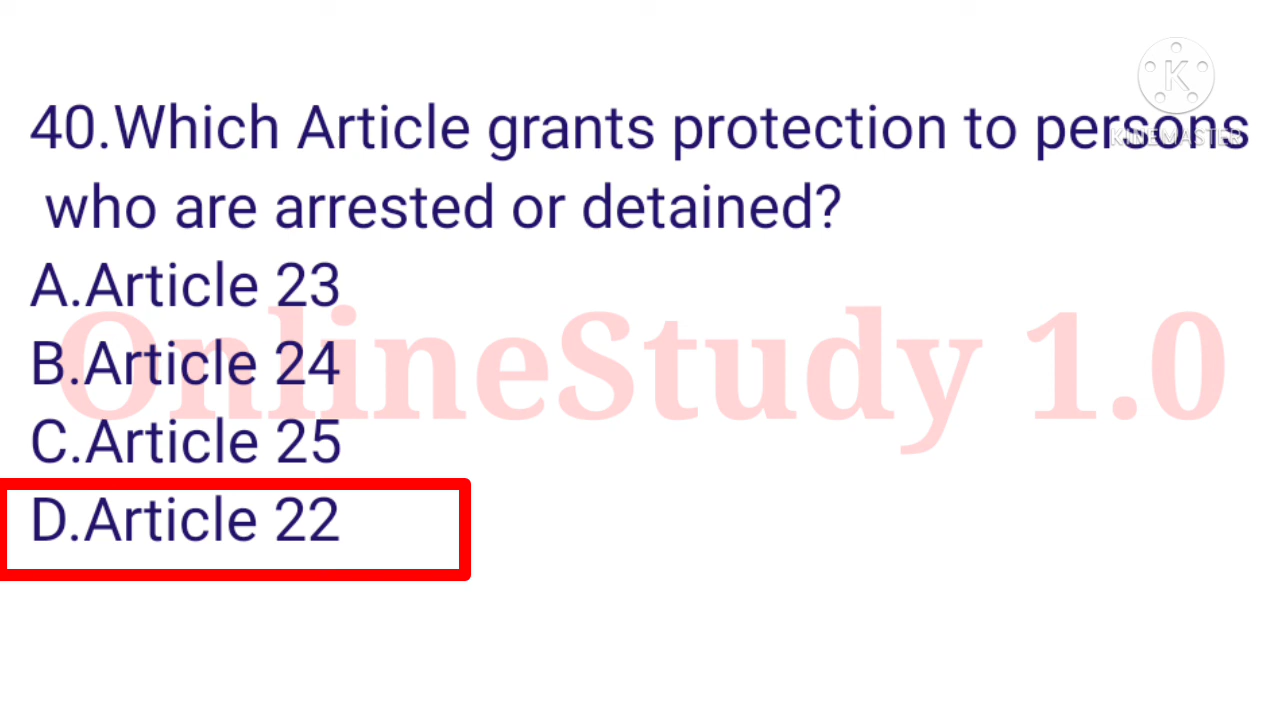 40.Which Article grants protection to persons
who are arrested or detained?
A.Article 23
B.Article 24
C.Article 25
D.Article 22
OnlineStudy 1.0
K
KINEMASTER